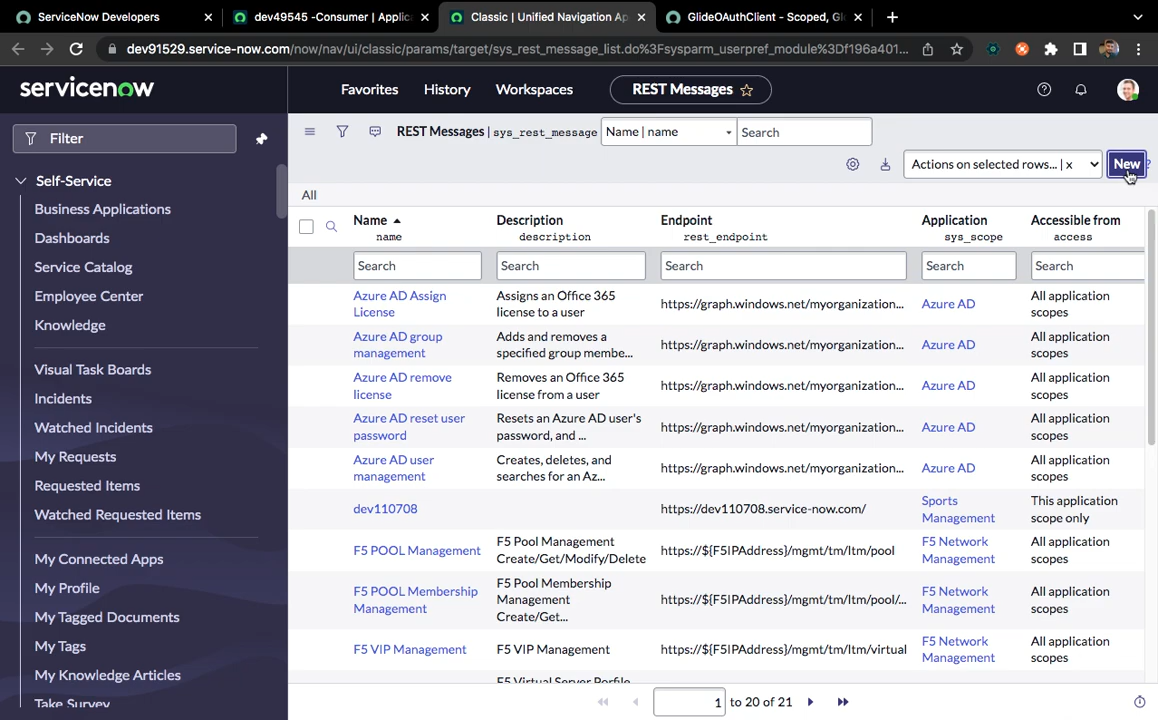 ServiceNow Developers
dev49545 -Consumer | Applic
Classic | Unified Navigation Ap
GlideOAuthClient - Scoped, Gl
dev91529.service-now.com/now/nav/ui/classic/params/target/sys_rest_message_list.do%3Fsysparm_userpref_module%3Df196a401...
servicenow
Favorites
History
Workspaces
REST Messages
Filter
REST Messages | sys_rest_message
Name | name
Search
Actions on selected rows... | x
New
?
All
Self-Service
Business Applications
Dashboards
Service Catalog
Employee Center
Knowledge
Visual Task Boards
Incidents
Watched Incidents
My Requests
Requested Items
Watched Requested Items
My Connected Apps
My Profile
My Tagged Documents
My Tags
My Knowledge Articles
Take Survey
Name
name
Description
description
Endpoint
rest_endpoint
Application
sys_scope
Accessible from
access
Search
Search
Search
Search
Search
Azure AD Assign
License
Assigns an Office 365
license to a user
https://graph.windows.net/myorganization...
Azure AD
All application
scopes
Azure AD group
management
Adds and removes a
specified group membe...
https://graph.windows.net/myorganization...
Azure AD
All application
scopes
Azure AD remove
license
Removes an Office 365
license from a user
https://graph.windows.net/myorganization...
Azure AD
All application
scopes
Azure AD reset user
password
Resets an Azure AD user's
password, and ...
https://graph.windows.net/myorganization...
Azure AD
All application
scopes
Azure AD user
management
Creates, deletes, and
searches for an Az...
https://graph.windows.net/myorganization...
Azure AD
All application
scopes
dev110708
https://dev110708.service-now.com/
Sports
Management
This application
scope only
F5 POOL Management
F5 Pool Management
Create/Get/Modify/Delete
https://${F5IPAddress}/mgmt/tm/ltm/pool
F5 Network
Management
All application
scopes
F5 POOL Membership
Management
F5 Pool Membership
Management
Create/Get...
https://${F5IPAddress}/mgmt/tm/ltm/pool/...
F5 Network
Management
All application
scopes
F5 VIP Management
F5 VIP Management
https://${F5IPAddress}/mgmt/tm/ltm/virtual
F5 Network
Management
All application
scopes
F5 Virtual Server Porfile
1 to 20 of 21